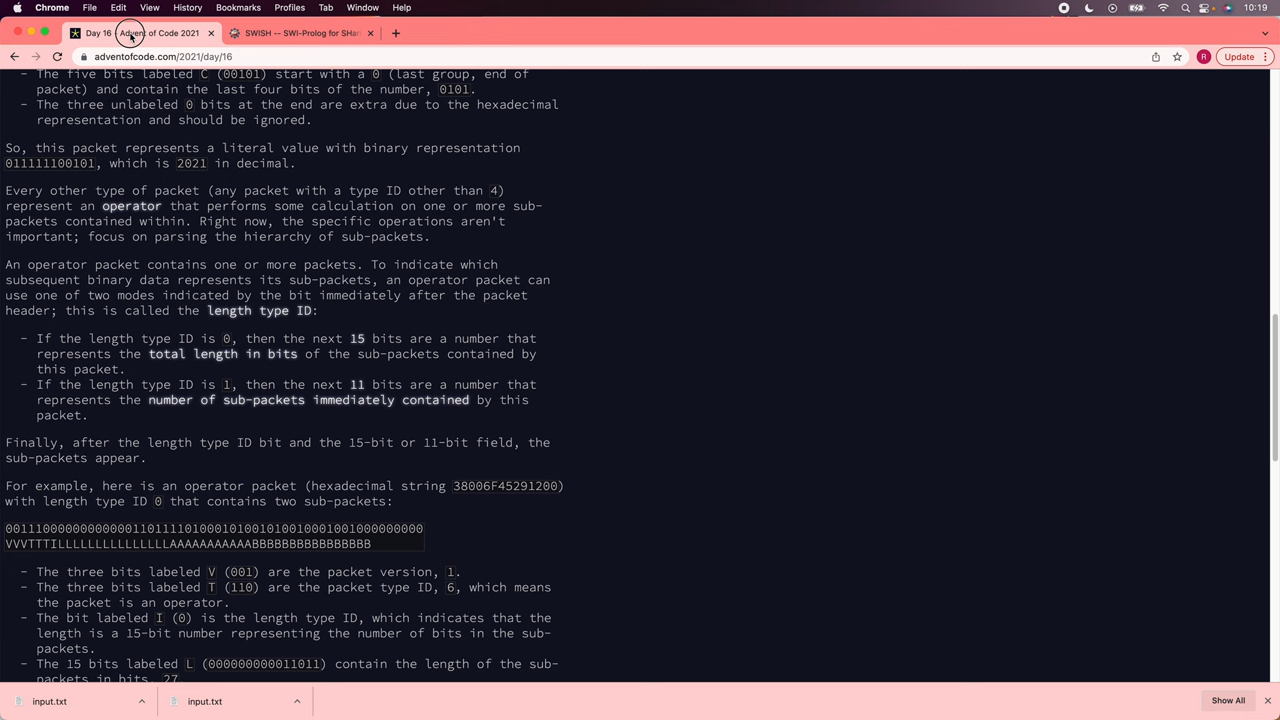 Chrome File Edit View History Bookmarks Profiles Tab Window Help 10:19
Day 16 - Advent of Code 2021 SWISH -- SWI-Prolog for SHar
adventofcode.com/2021/day/16 R Update
- The five bits labeled C (00101) start with a 0 (last group, end of
packet) and contain the last four bits of the number, 0101.
- The three unlabeled 0 bits at the end are extra due to the hexadecimal
representation and should be ignored.
So, this packet represents a literal value with binary representation
011111100101, which is 2021 in decimal.
Every other type of packet (any packet with a type ID other than 4)
represent an operator that performs some calculation on one or more sub-
packets contained within. Right now, the specific operations aren't
important; focus on parsing the hierarchy of sub-packets.
An operator packet contains one or more packets. To indicate which
subsequent binary data represents its sub-packets, an operator packet can
use one of two modes indicated by the bit immediately after the packet
header; this is called the length type ID:
- If the length type ID is 0, then the next 15 bits are a number that
represents the total length in bits of the sub-packets contained by
this packet.
- If the length type ID is 1, then the next 11 bits are a number that
represents the number of sub-packets immediately contained by this
packet.
Finally, after the length type ID bit and the 15-bit or 11-bit field, the
sub-packets appear.
For example, here is an operator packet (hexadecimal string 38006F45291200)
with length type ID 0 that contains two sub-packets:
00111000000000000110111101000101001010010001001000000000
VVVTTTILLLLLLLLLLLLLLLAAAAAAAAAAABBBBBBBBBBBBBBBB
- The three bits labeled V (001) are the packet version, 1.
- The three bits labeled T (110) are the packet type ID, 6, which means
the packet is an operator.
- The bit labeled I (0) is the length type ID, which indicates that the
length is a 15-bit number representing the number of bits in the sub-
packets.
- The 15 bits labeled L (000000000011011) contain the length of the sub-
packets in bits, 27.
input.txt input.txt Show All